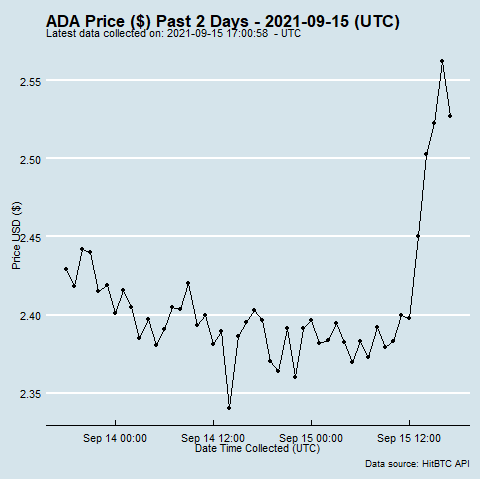 ADA Price ($) Past 2 Days - 2021-09-15 (UTC)
Latest data collected on: 2021-09-15 17:00:58 - UTC
2.55
2.50
2.45
2.40
2.35
Price USD ($)
Sep 14 00:00
Sep 14 12:00
Sep 15 00:00
Sep 15 12:00
Date Time Collected (UTC)
Data source: HitBTC API